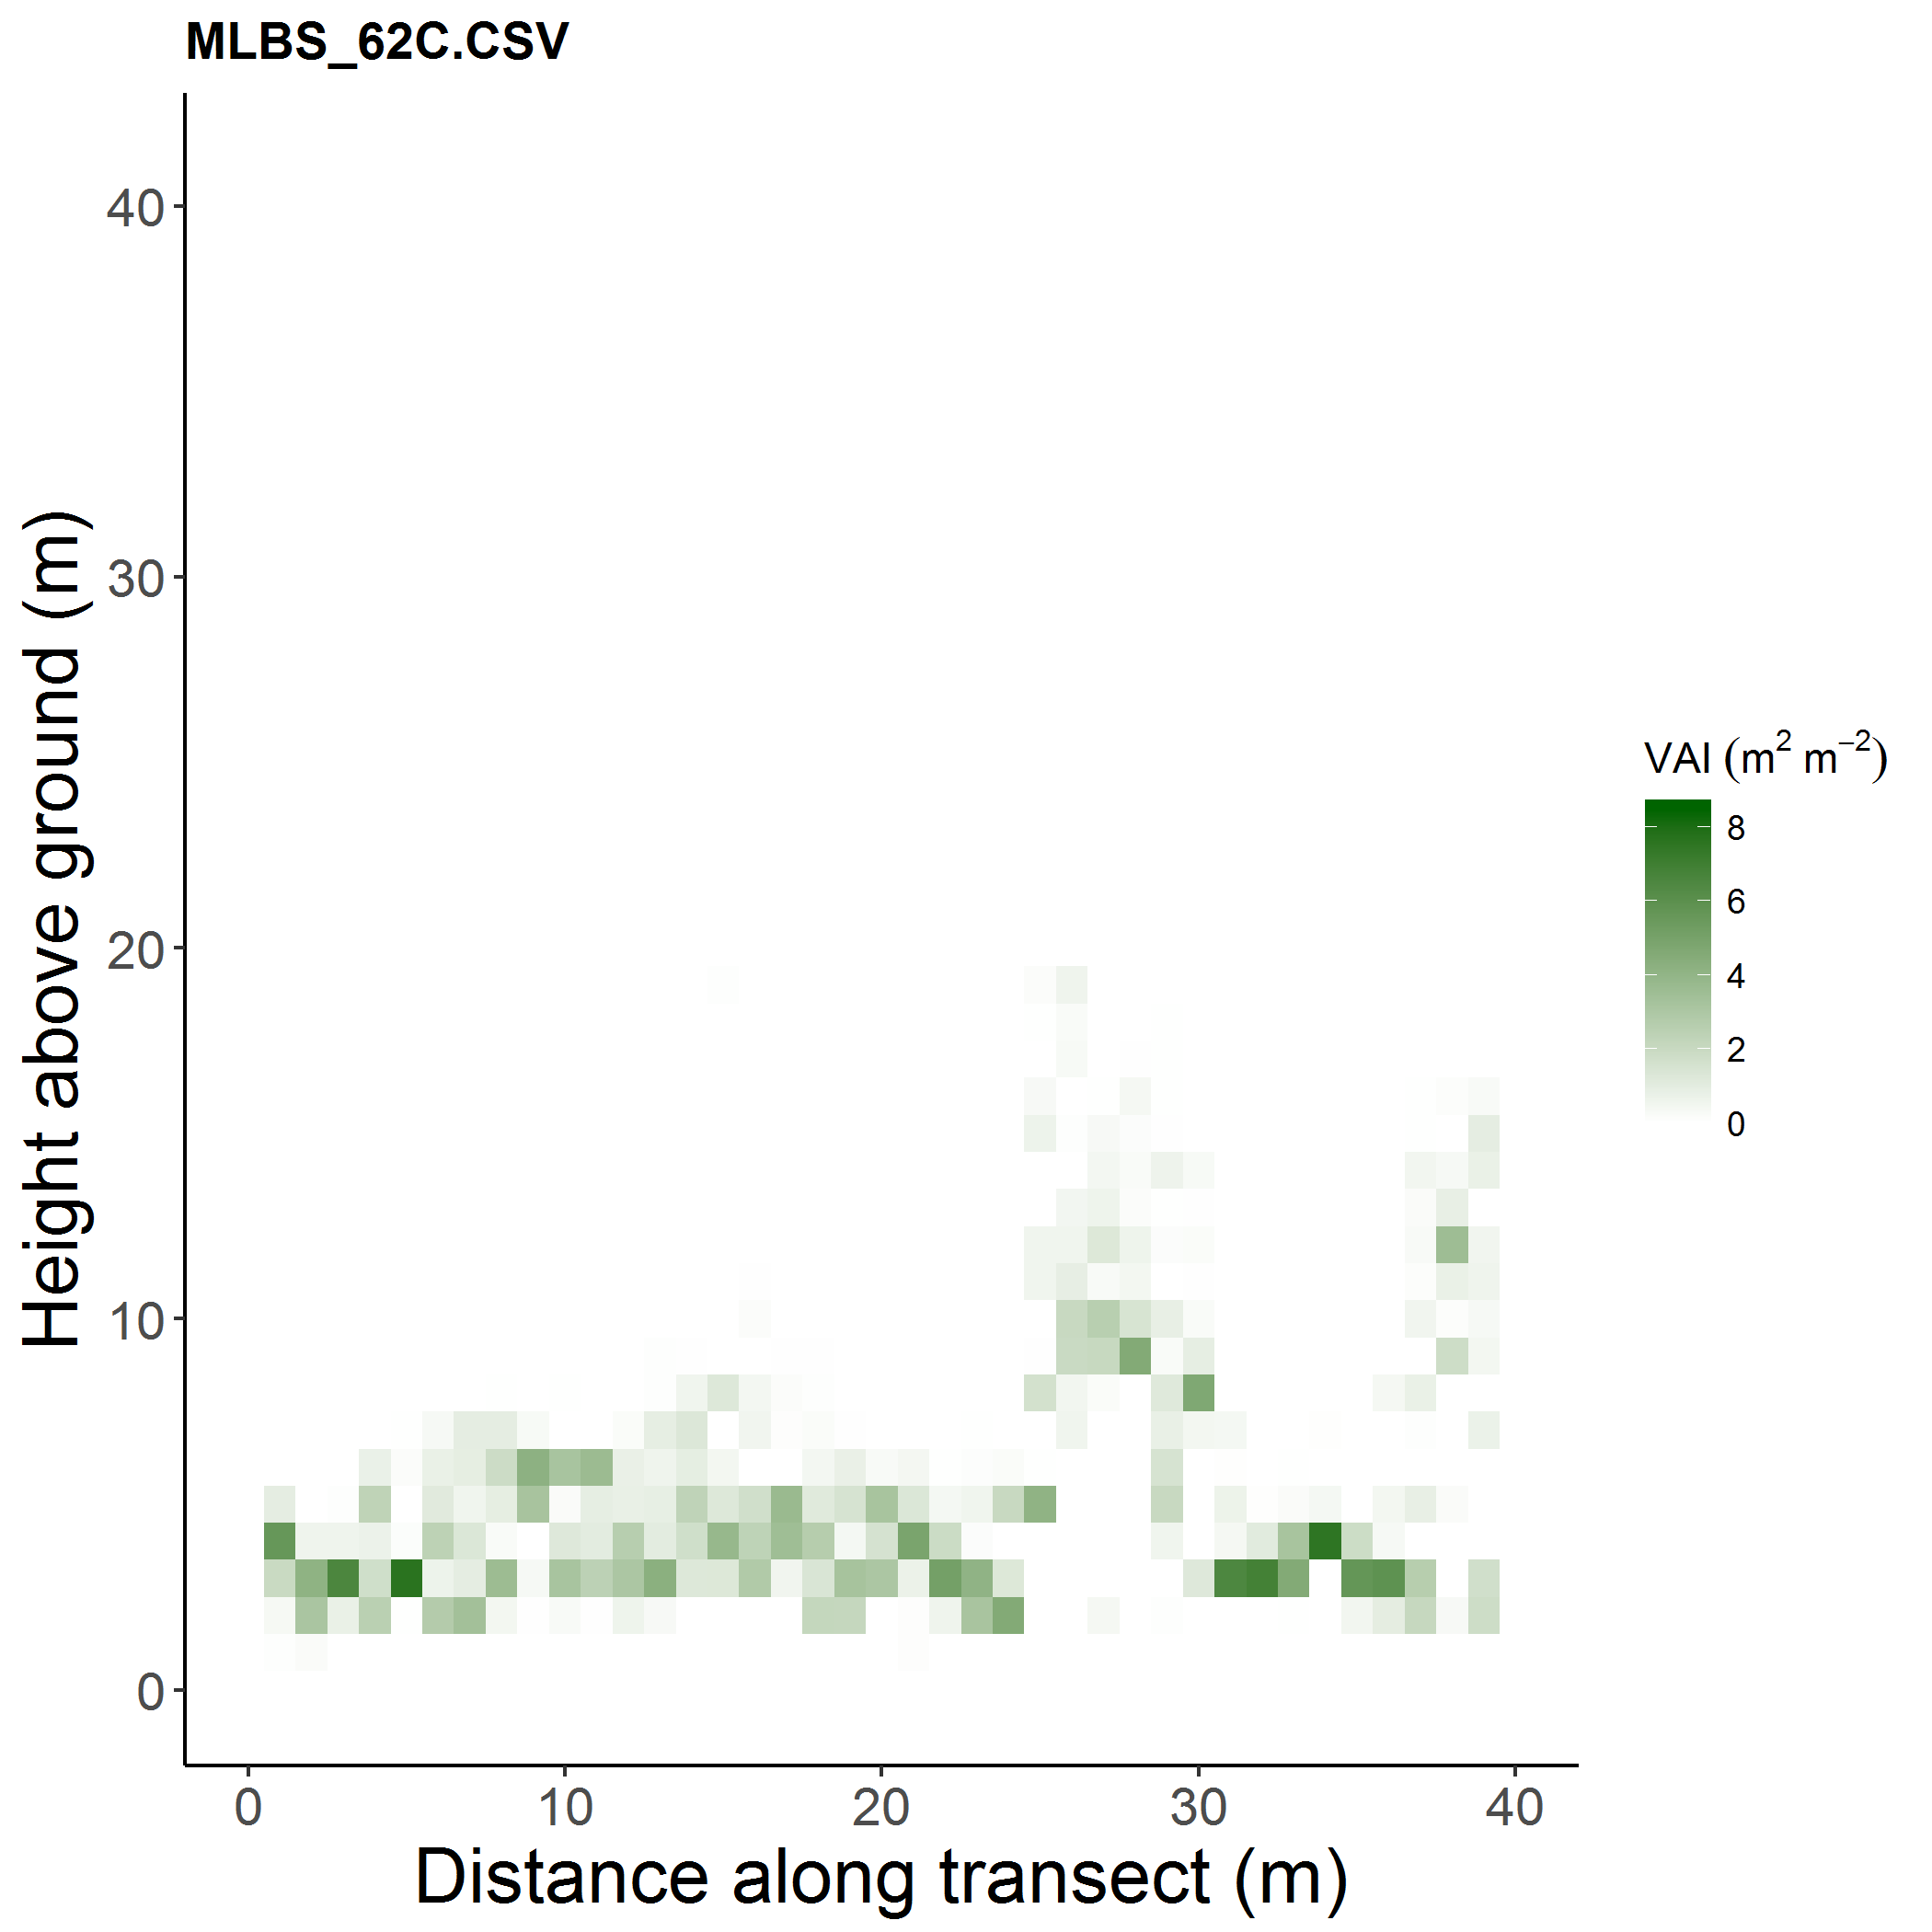 MLBS_62C.CSV
Height above ground (m)
40
30
20
10
0
0 10 20 30 40
Distance along transect (m)
VAI (m² m⁻²)
8
6
4
2
0